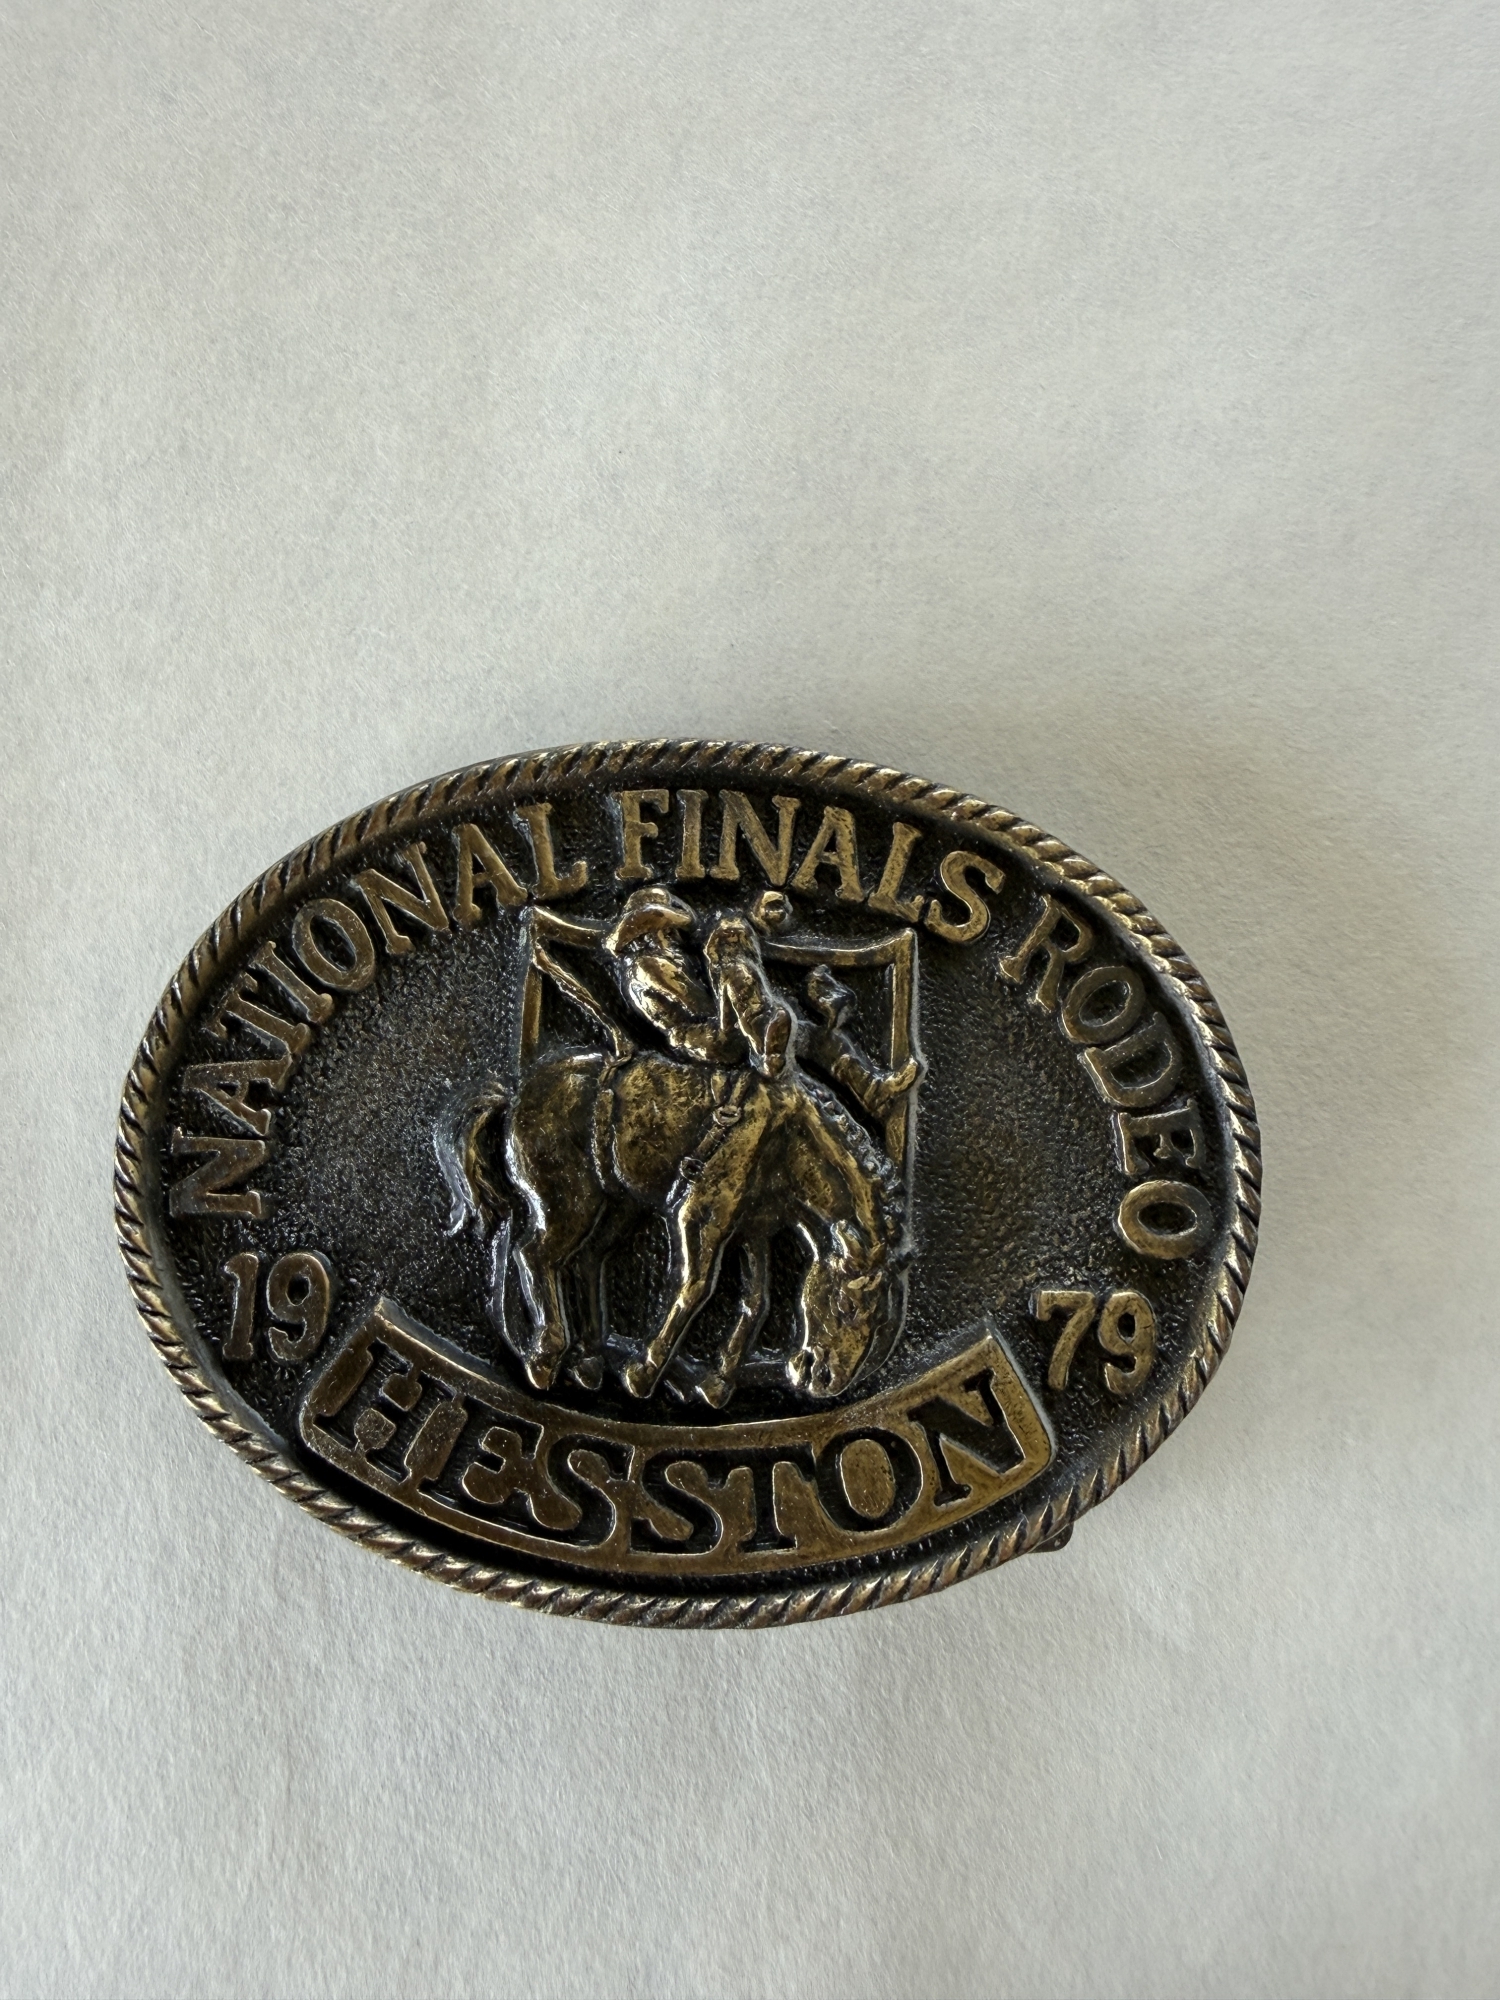 NATIONAL FINALS RODEO
19 79
HESSTON